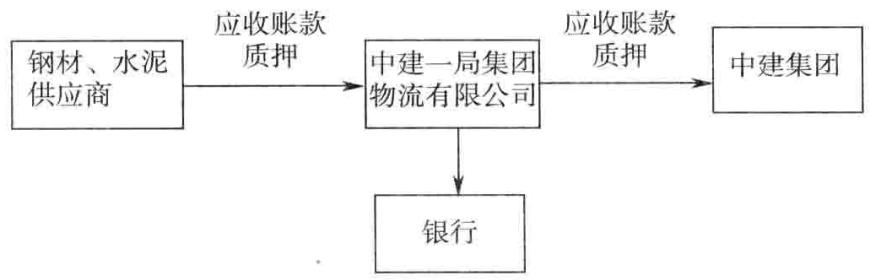 应收账款
质押
应收账款
质押
钢材、水泥
供应商
中建一局集团
物流有限公司
中建集团
银行